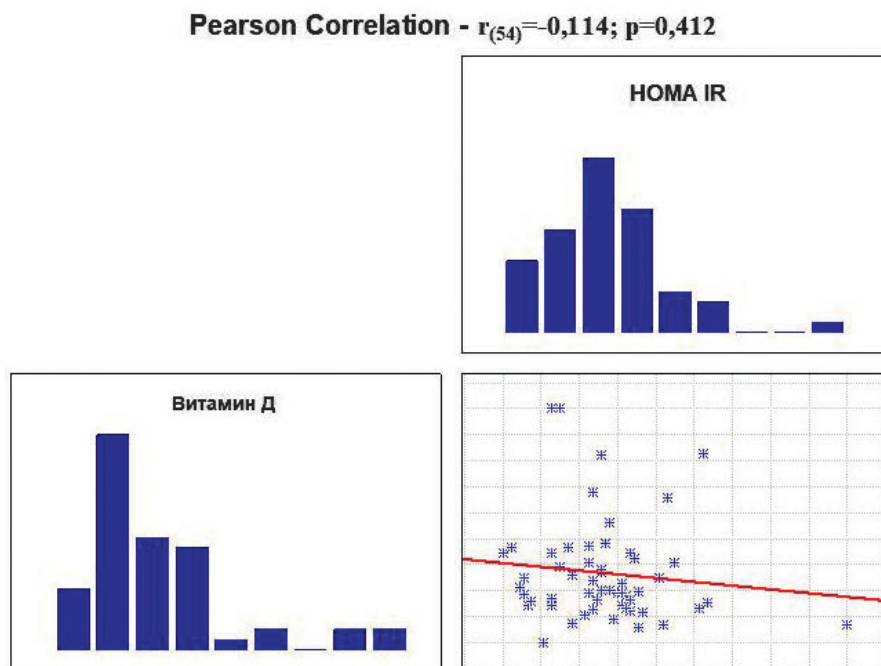 Pearson Correlation - r(54)=-0,114; p=0,412
HOMA IR
Витамин Д